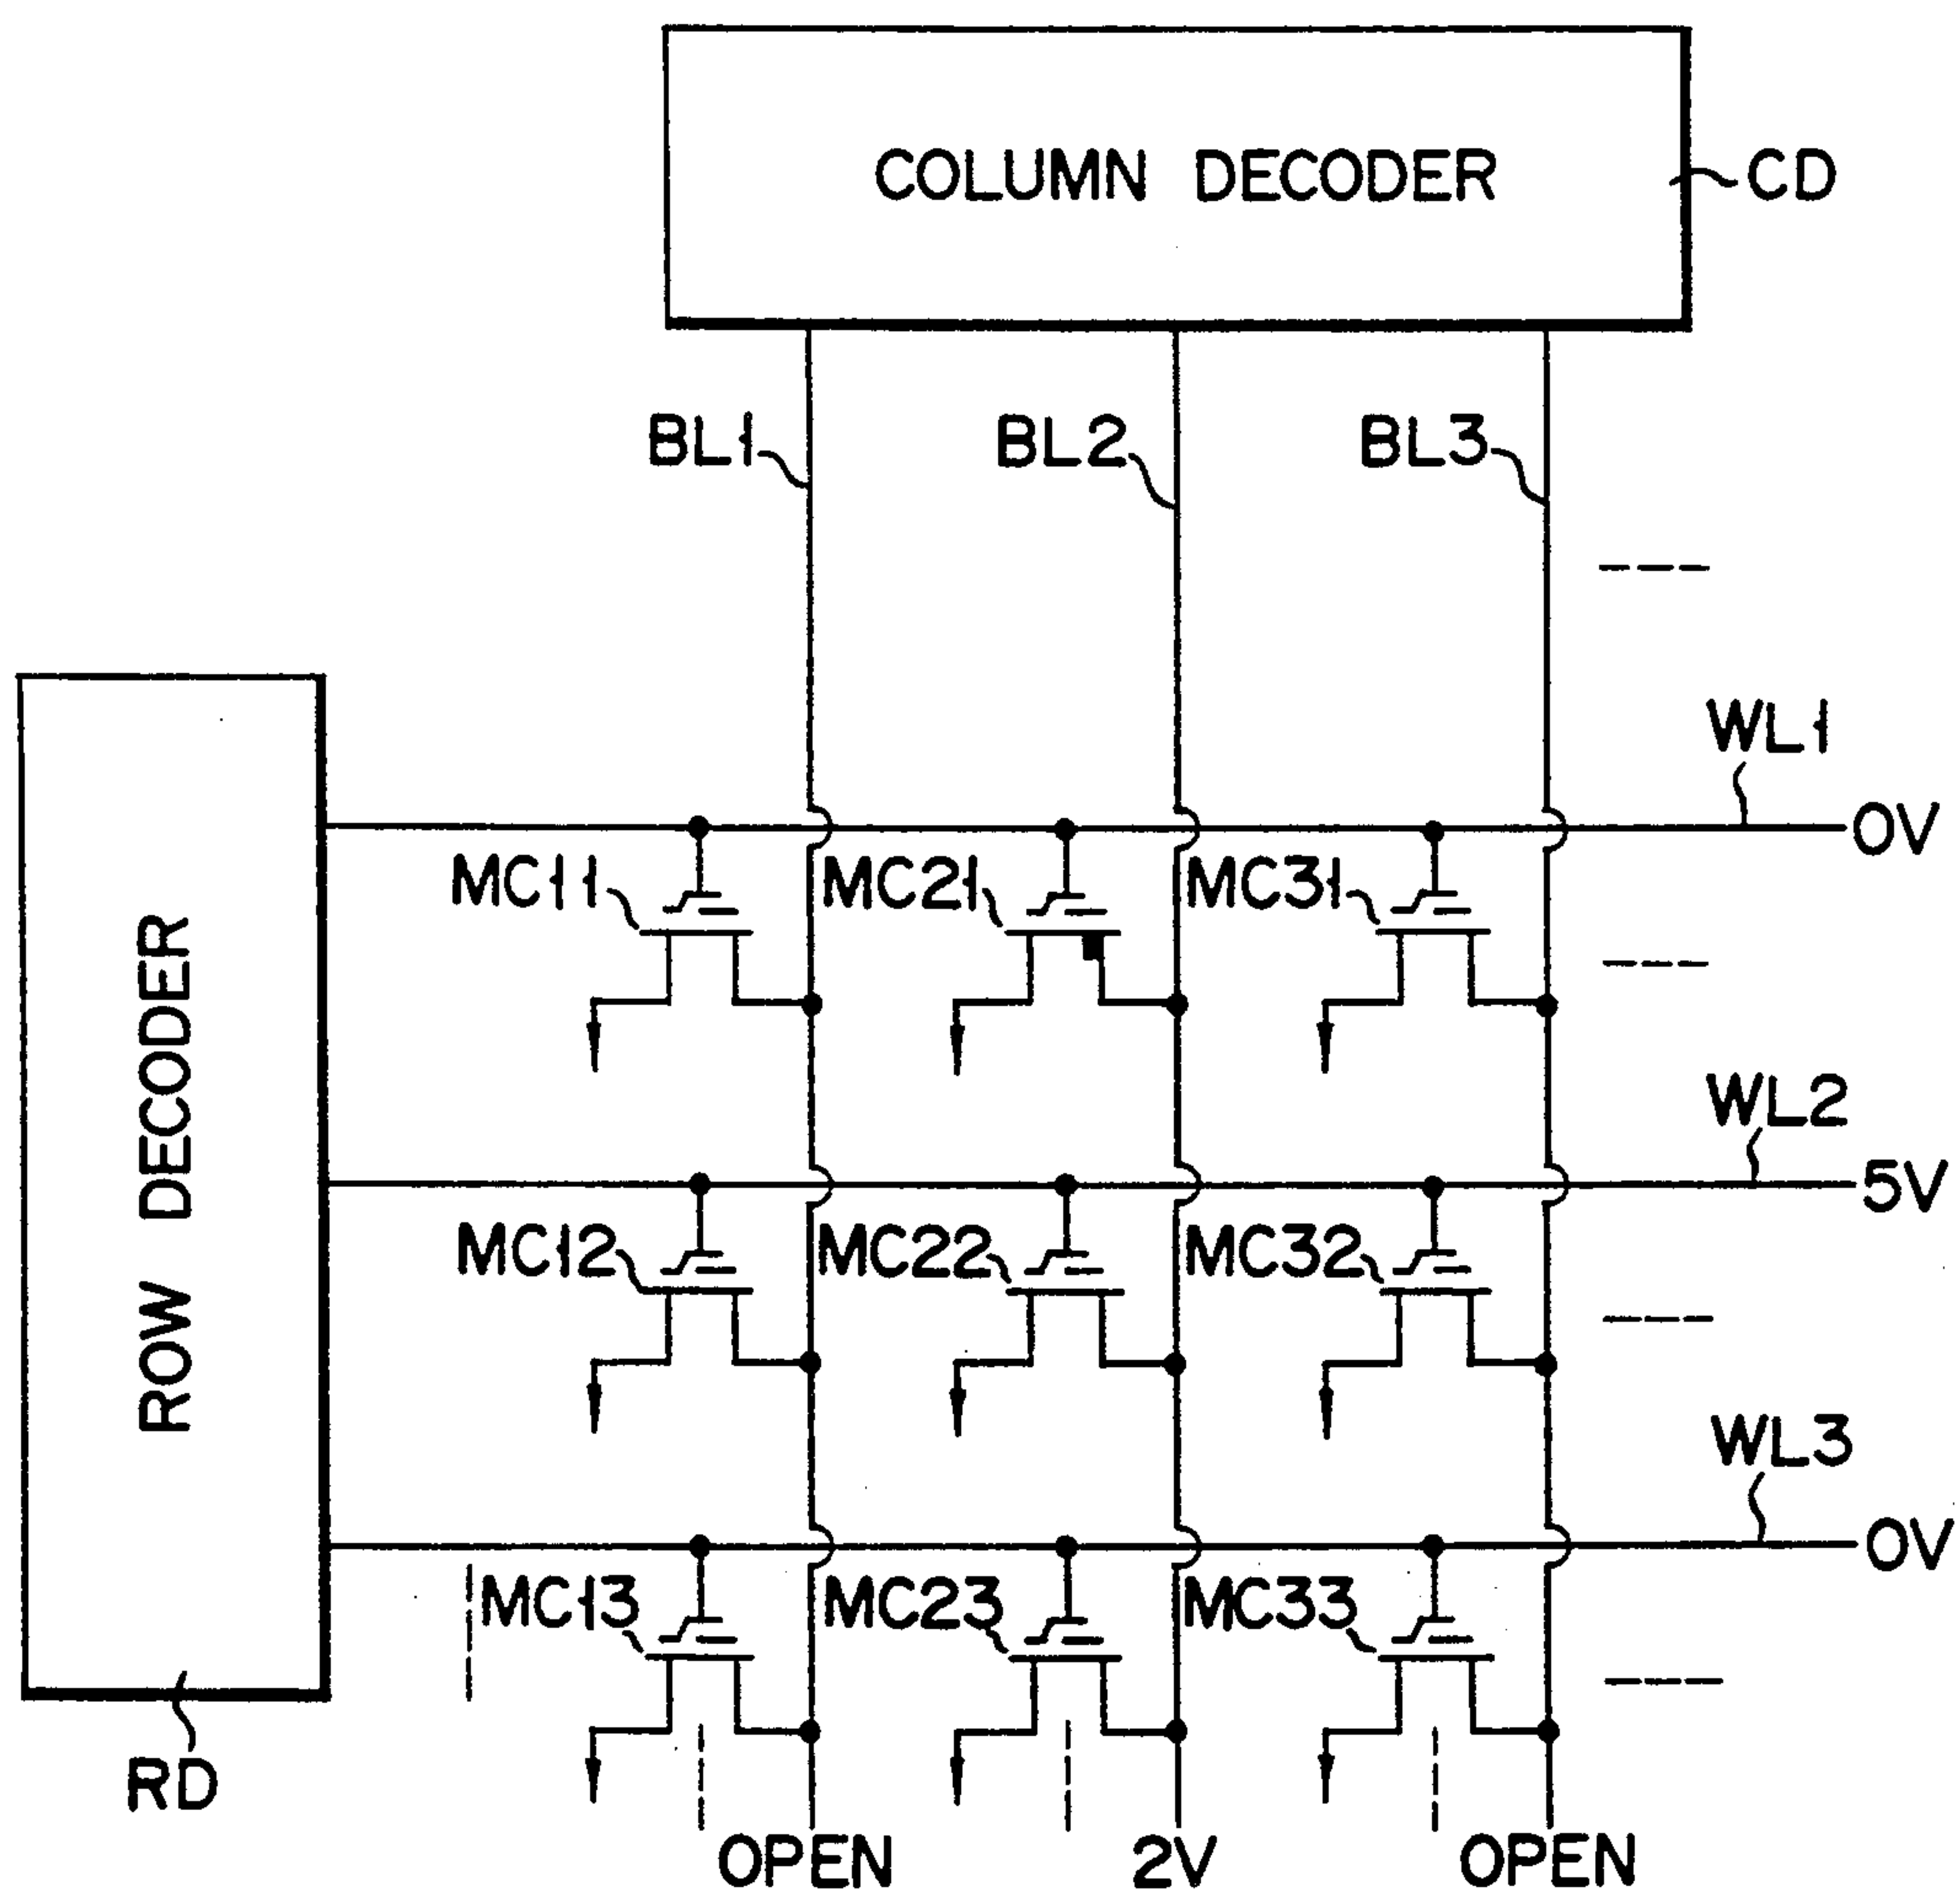 COLUMN DECODER
CD
BL1
BL2
BL3
WL1
0V
MC11
MC21
MC31
ROW DECODER
WL2
5V
MC12
MC22
MC32
WL3
0V
MC13
MC23
MC33
RD
OPEN
2V
OPEN